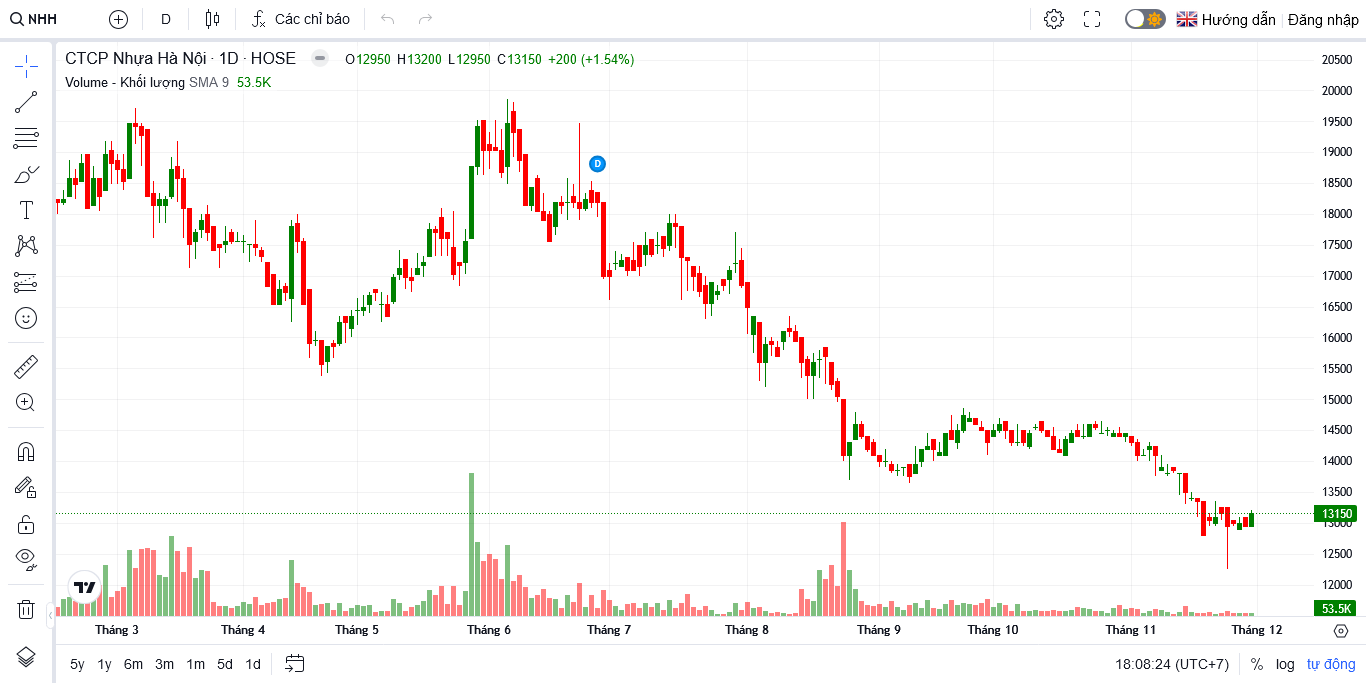 NHH D Các chỉ báo Hướng dẫn Đăng nhập
CTCP Nhựa Hà Nội · 1D · HOSE O12950 H13200 L12950 C13150 +200 (+1.54%)
Volume - Khối lượng SMA 9 53.5K
D
20500
20000
19500
19000
18500
18000
17500
17000
16500
16000
15500
15000
14500
14000
13500
13150
13000
12500
12000
53.5K
Tháng 3 Tháng 4 Tháng 5 Tháng 6 Tháng 7 Tháng 8 Tháng 9 Tháng 10 Tháng 11 Tháng 12
5y 1y 6m 3m 1m 5d 1d 18:08:24 (UTC+7) % log tự động